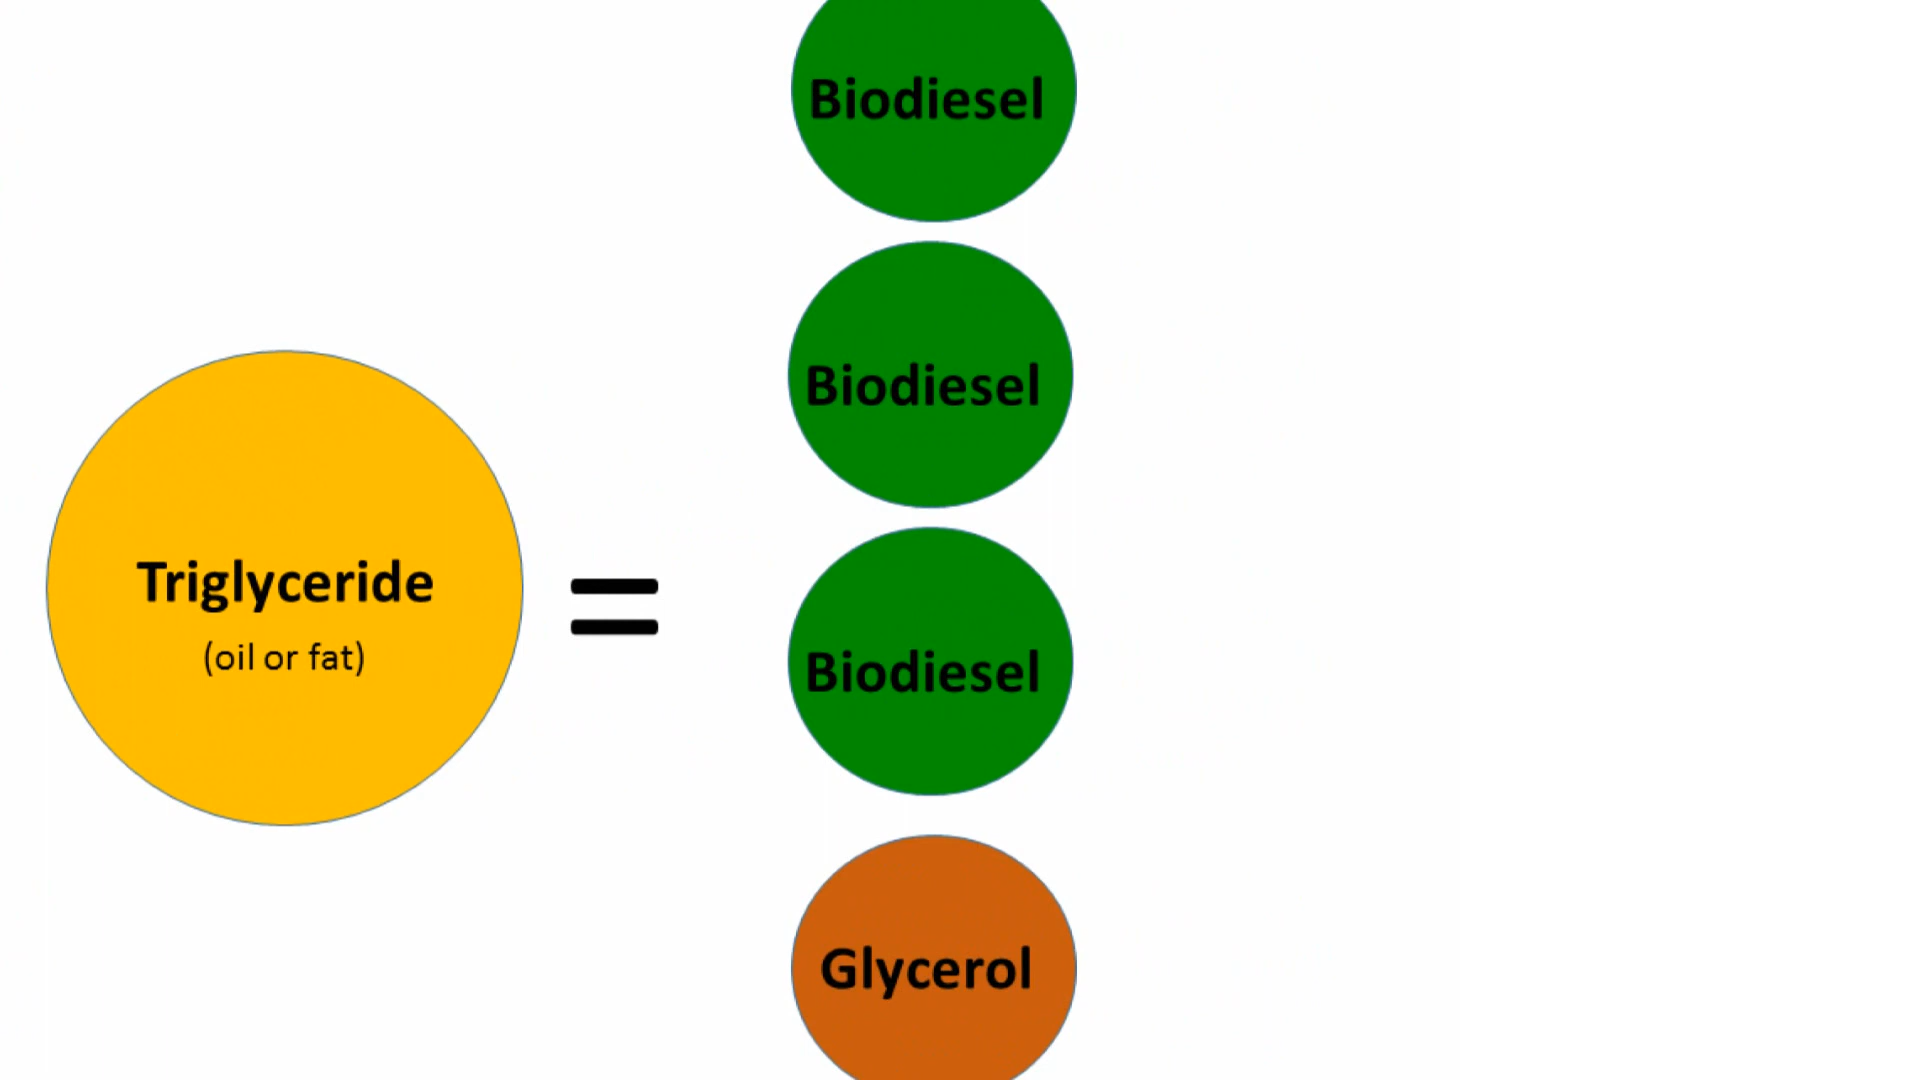 Triglyceride
(oil or fat)
=
Biodiesel
Biodiesel
Biodiesel
Glycerol